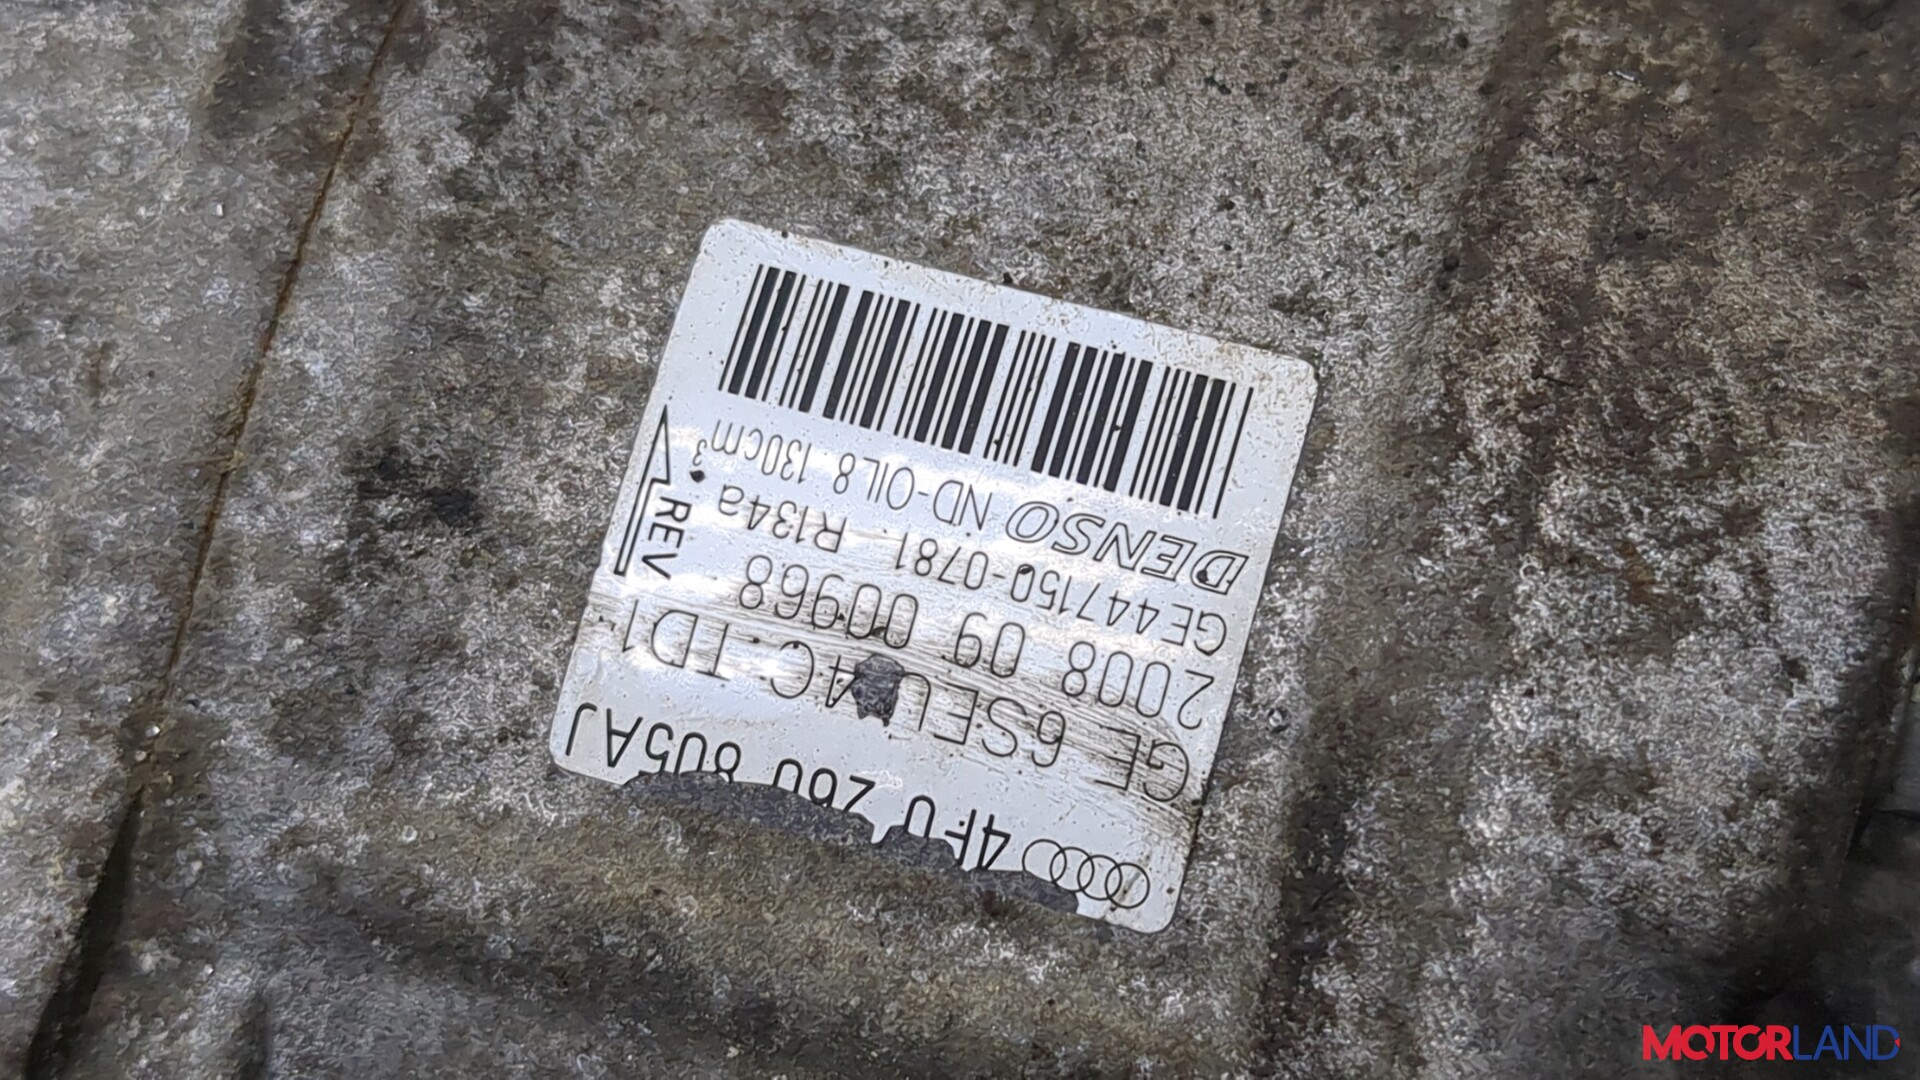 4F0 260 805AJ
GE 6SEU 4C TD1
2008 09 00968
GE447150-0781 R134a
DENSO ND-OIL8 130cm³
REV
MOTORLAND